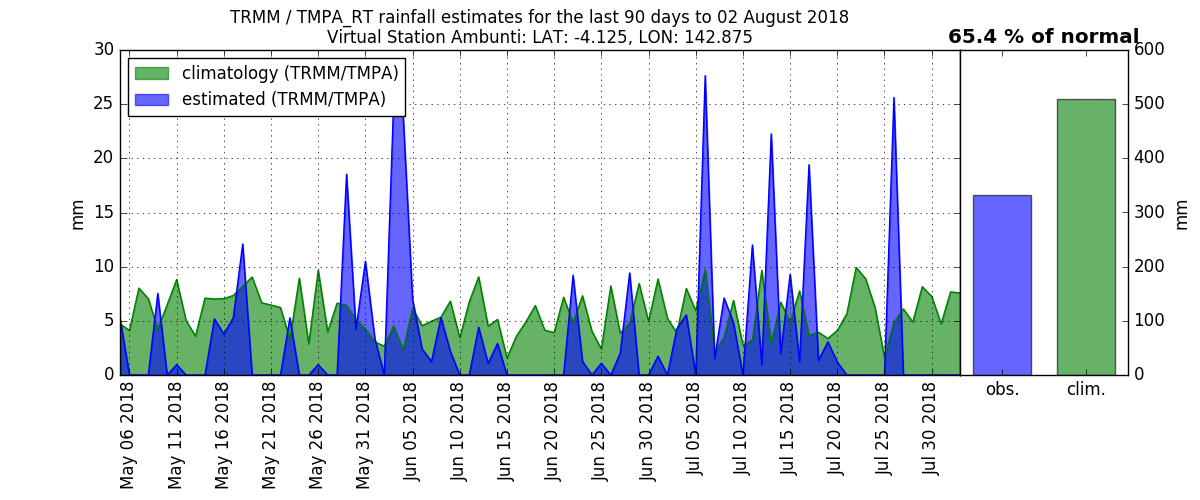 TRMM / TMPA_RT rainfall estimates for the last 90 days to 02 August 2018
Virtual Station Ambunti: LAT: -4.125, LON: 142.875
65.4 % of normal
climatology (TRMM/TMPA)
estimated (TRMM/TMPA)
30
25
20
15
10
5
0
mm
600
500
400
300
200
100
0
mm
May 06 2018
May 11 2018
May 16 2018
May 21 2018
May 26 2018
May 31 2018
Jun 05 2018
Jun 10 2018
Jun 15 2018
Jun 20 2018
Jun 25 2018
Jun 30 2018
Jul 05 2018
Jul 10 2018
Jul 15 2018
Jul 20 2018
Jul 25 2018
Jul 30 2018
obs.
clim.